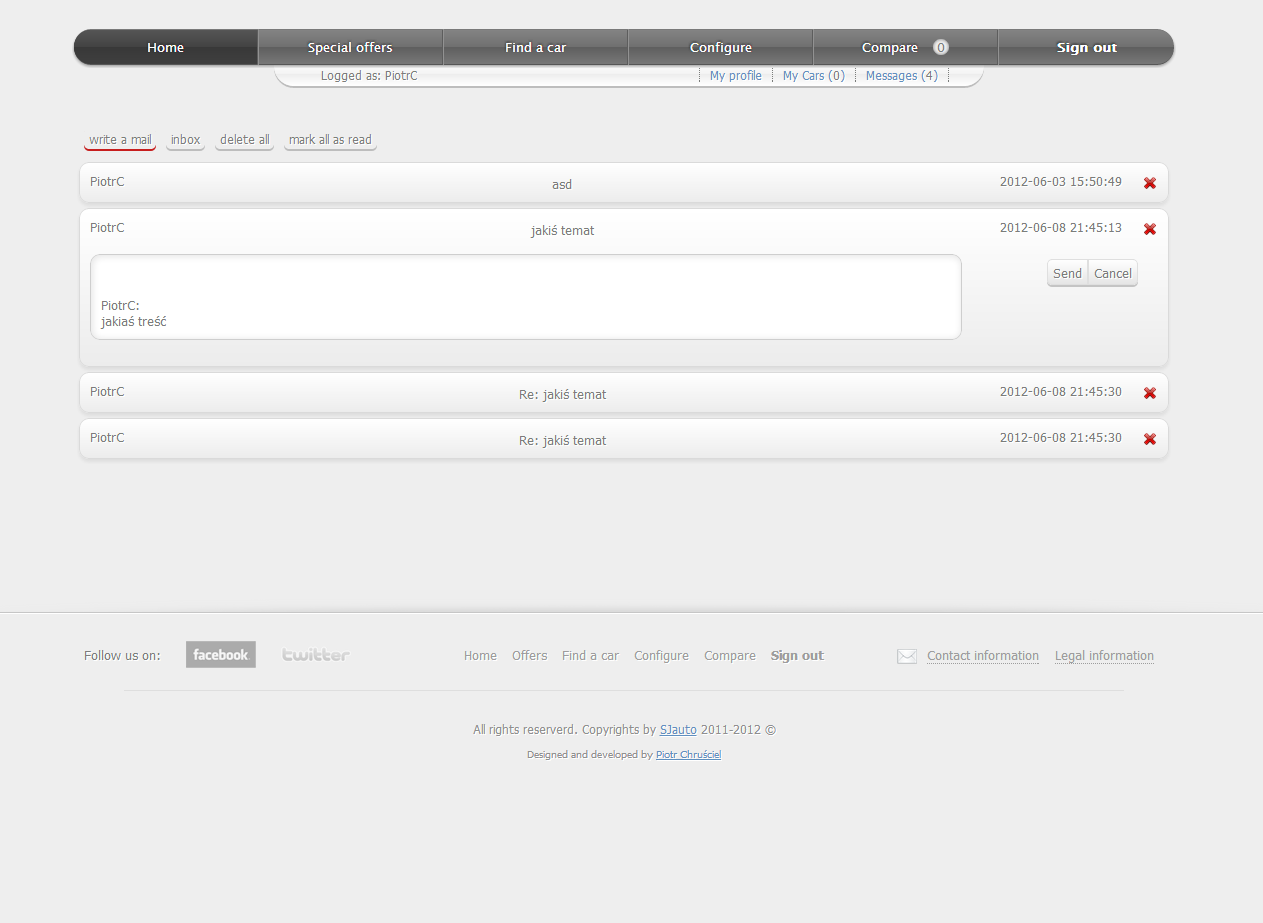 Home Special offers Find a car Configure Compare 0 Sign out
Logged as: PiotrC My profile My Cars (0) Messages (4)
write a mail inbox delete all mark all as read
PiotrC asd 2012-06-03 15:50:49
PiotrC jakiś temat 2012-06-08 21:45:13
Send Cancel
PiotrC:
jakiaś treść
PiotrC Re: jakiś temat 2012-06-08 21:45:30
PiotrC Re: jakiś temat 2012-06-08 21:45:30
Follow us on: facebook twitter Home Offers Find a car Configure Compare Sign out Contact information Legal information
All rights reserverd. Copyrights by SJauto 2011-2012 ©
Designed and developed by Piotr Chruściel